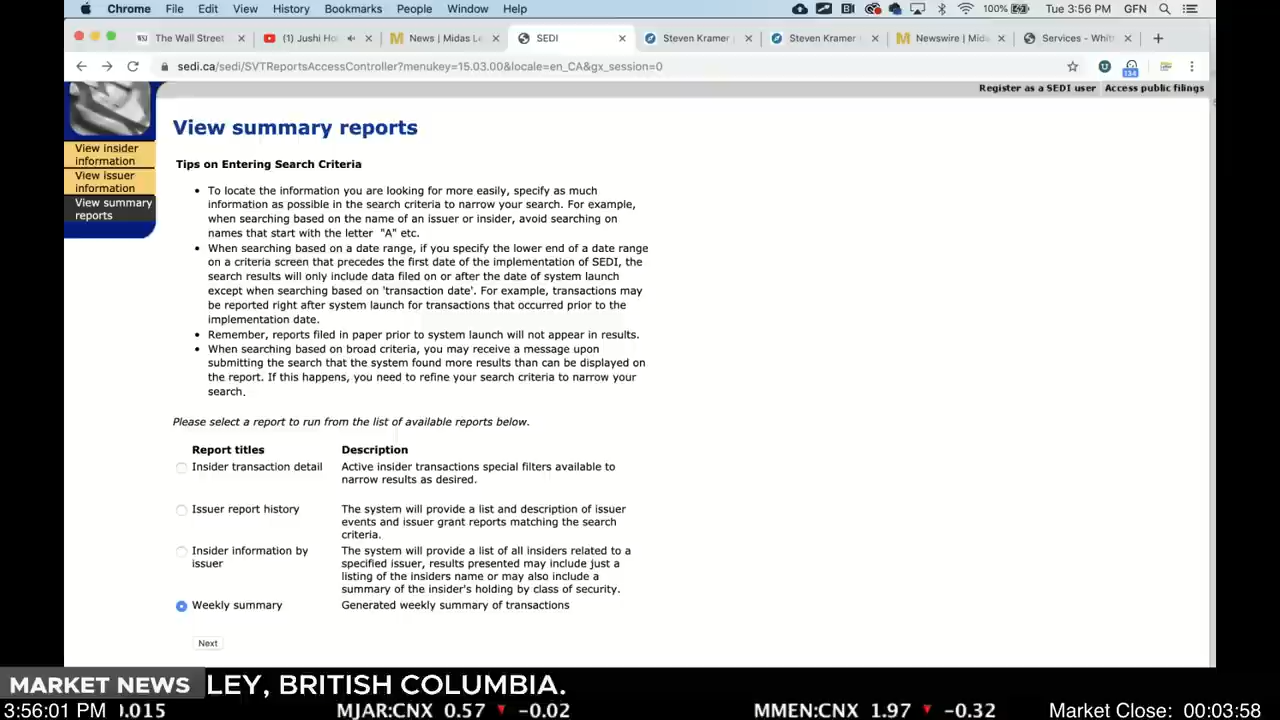 Chrome File Edit View History Bookmarks People Window Help 100% Tue 3:56 PM GFN
The Wall Street (1) Jushi Ho News | Midas Le SEDI Steven Kramer Steven Kramer Newswire | Mida Services - Whit
sedi.ca/sedi/SVTReportsAccessController?menukey=15.03.00&locale=en_CA&gx_session=0
134
Register as a SEDI user Access public filings
View summary reports
View insider
information
View issuer
information
View summary
reports
Tips on Entering Search Criteria
• To locate the information you are looking for more easily, specify as much
information as possible in the search criteria to narrow your search. For example,
when searching based on the name of an issuer or insider, avoid searching on
names that start with the letter "A" etc.
• When searching based on a date range, if you specify the lower end of a date range
on a criteria screen that precedes the first date of the implementation of SEDI, the
search results will only include data filed on or after the date of system launch
except when searching based on 'transaction date'. For example, transactions may
be reported right after system launch for transactions that occurred prior to the
implementation date.
• Remember, reports filed in paper prior to system launch will not appear in results.
• When searching based on broad criteria, you may receive a message upon
submitting the search that the system found more results than can be displayed on
the report. If this happens, you need to refine your search criteria to narrow your
search.
Please select a report to run from the list of available reports below.
Report titles Description
Insider transaction detail Active insider transactions special filters available to
narrow results as desired.
Issuer report history The system will provide a list and description of issuer
events and issuer grant reports matching the search
criteria.
Insider information by The system will provide a list of all insiders related to a
issuer specified issuer, results presented may include just a
listing of the insiders name or may also include a
summary of the insider's holding by class of security.
Weekly summary Generated weekly summary of transactions
Next
MARKET NEWS LEY, BRITISH COLUMBIA.
3:56:01 PM 0.015 MJAR:CNX 0.57 ▼ -0.02 MMEN:CNX 1.97 ▼ -0.32 Market Close: 00:03:58